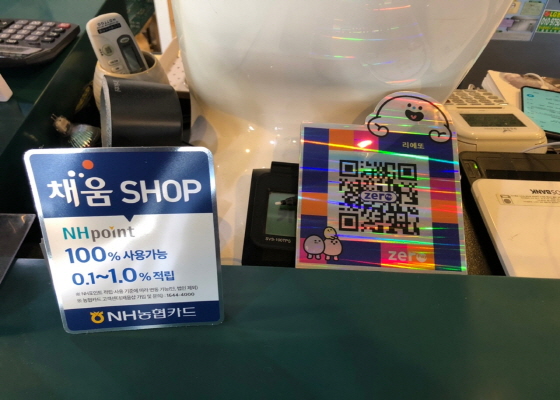 채움 SHOP
NHpoint
100% 사용가능
0.1~1.0% 적립
NH농협카드
리에또
zero
zero